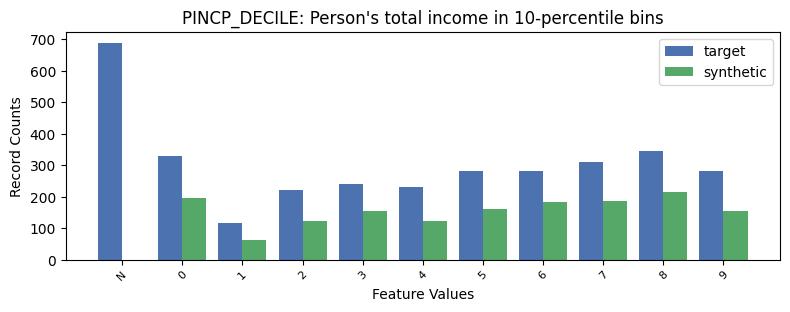 PINCP_DECILE: Person's total income in 10-percentile bins
700
600
500
400
300
200
100
0
Record Counts
target
synthetic
N 0 1 2 3 4 5 6 7 8 9
Feature Values